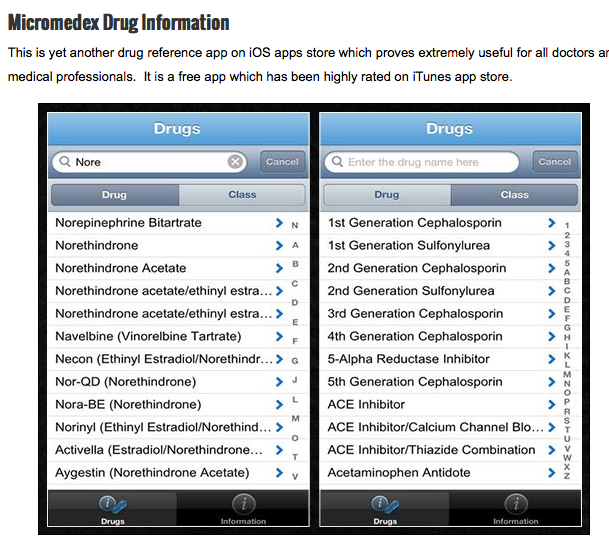 Micromedex Drug Information
This is yet another drug reference app on iOS apps store which proves extremely useful for all doctors an
medical professionals. It is a free app which has been highly rated on iTunes app store.
Drugs
Nore
Cancel
Drug Class
Norepinephrine Bitartrate
Norethindrone
Norethindrone Acetate
Norethindrone acetate/ethinyl estra...
Norethindrone acetate/ethinyl estra...
Navelbine (Vinorelbine Tartrate)
Necon (Ethinyl Estradiol/Norethindr...
Nor-QD (Norethindrone)
Nora-BE (Norethindrone)
Norinyl (Ethinyl Estradiol/Norethind...
Activella (Estradiol/Norethindrone...
Aygestin (Norethindrone Acetate)
N
A
B
C
D
E
F
G
J
L
M
O
T
V
Drugs Information
Drugs
Enter the drug name here
Cancel
Drug Class
1st Generation Cephalosporin
1st Generation Sulfonylurea
2nd Generation Cephalosporin
2nd Generation Sulfonylurea
3rd Generation Cephalosporin
4th Generation Cephalosporin
5-Alpha Reductase Inhibitor
5th Generation Cephalosporin
ACE Inhibitor
ACE Inhibitor/Calcium Channel Blo...
ACE Inhibitor/Thiazide Combination
Acetaminophen Antidote
1
2
3
4
5
A
B
C
D
E
F
G
H
I
K
L
M
N
O
P
R
S
T
U
V
W
X
Z
Drugs Information